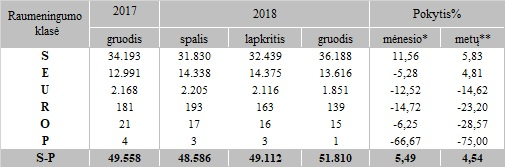 Raumeningumo klasė 2017 2018 Pokytis%
gruodis spalis lapkritis gruodis mėnesio* metų**
S 34.193 31.830 32.439 36.188 11,56 5,83
E 12.991 14.338 14.375 13.616 -5,28 4,81
U 2.168 2.205 2.116 1.851 -12,52 -14,62
R 181 193 163 139 -14,72 -23,20
O 21 17 16 15 -6,25 -28,57
P 4 3 3 1 -66,67 -75,00
S-P 49.558 48.586 49.112 51.810 5,49 4,54